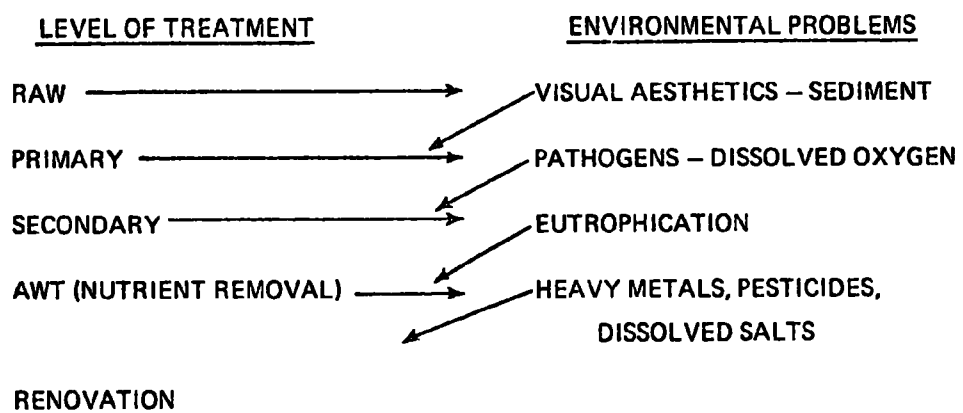 LEVEL OF TREATMENT
ENVIRONMENTAL PROBLEMS
RAW
VISUAL AESTHETICS – SEDIMENT
PRIMARY
PATHOGENS – DISSOLVED OXYGEN
SECONDARY
EUTROPHICATION
AWT (NUTRIENT REMOVAL)
HEAVY METALS, PESTICIDES,
DISSOLVED SALTS
RENOVATION